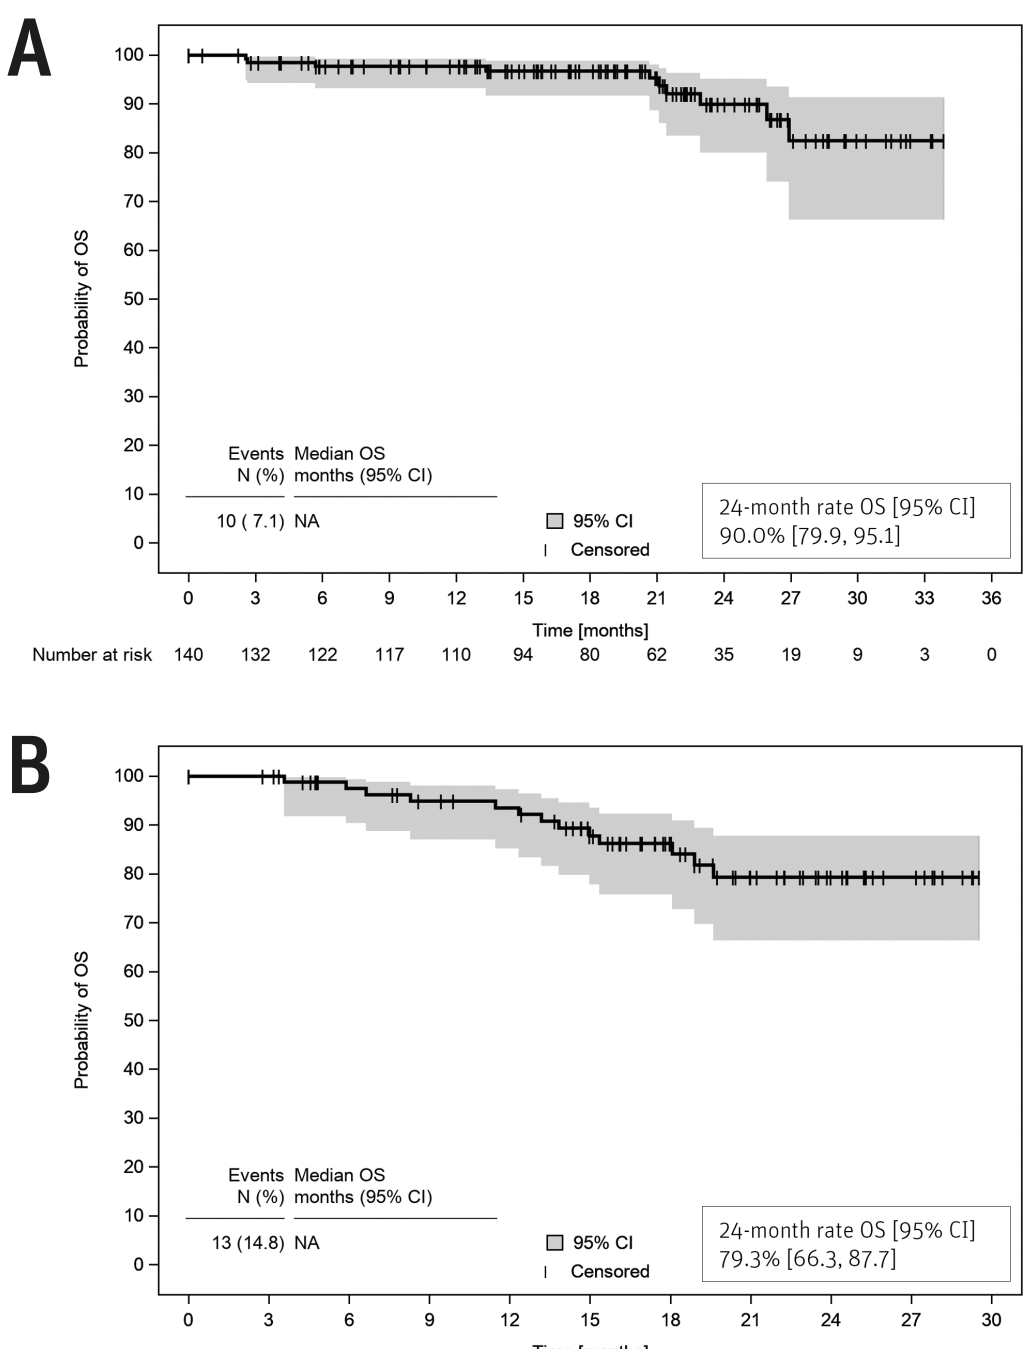 A
100
90
80
70
60
50
40
30
20
10
0
Probability of OS
Events Median OS
N (%) months (95% CI)
10 ( 7.1) NA
95% CI
Censored
24-month rate OS [95% CI]
90.0% [79.9, 95.1]
0 3 6 9 12 15 18 21 24 27 30 33 36
Time [months]
Number at risk 140 132 122 117 110 94 80 62 35 19 9 3 0
B
100
90
80
70
60
50
40
30
20
10
0
Probability of OS
Events Median OS
N (%) months (95% CI)
13 (14.8) NA
95% CI
Censored
24-month rate OS [95% CI]
79.3% [66.3, 87.7]
0 3 6 9 12 15 18 21 24 27 30
Time [months]